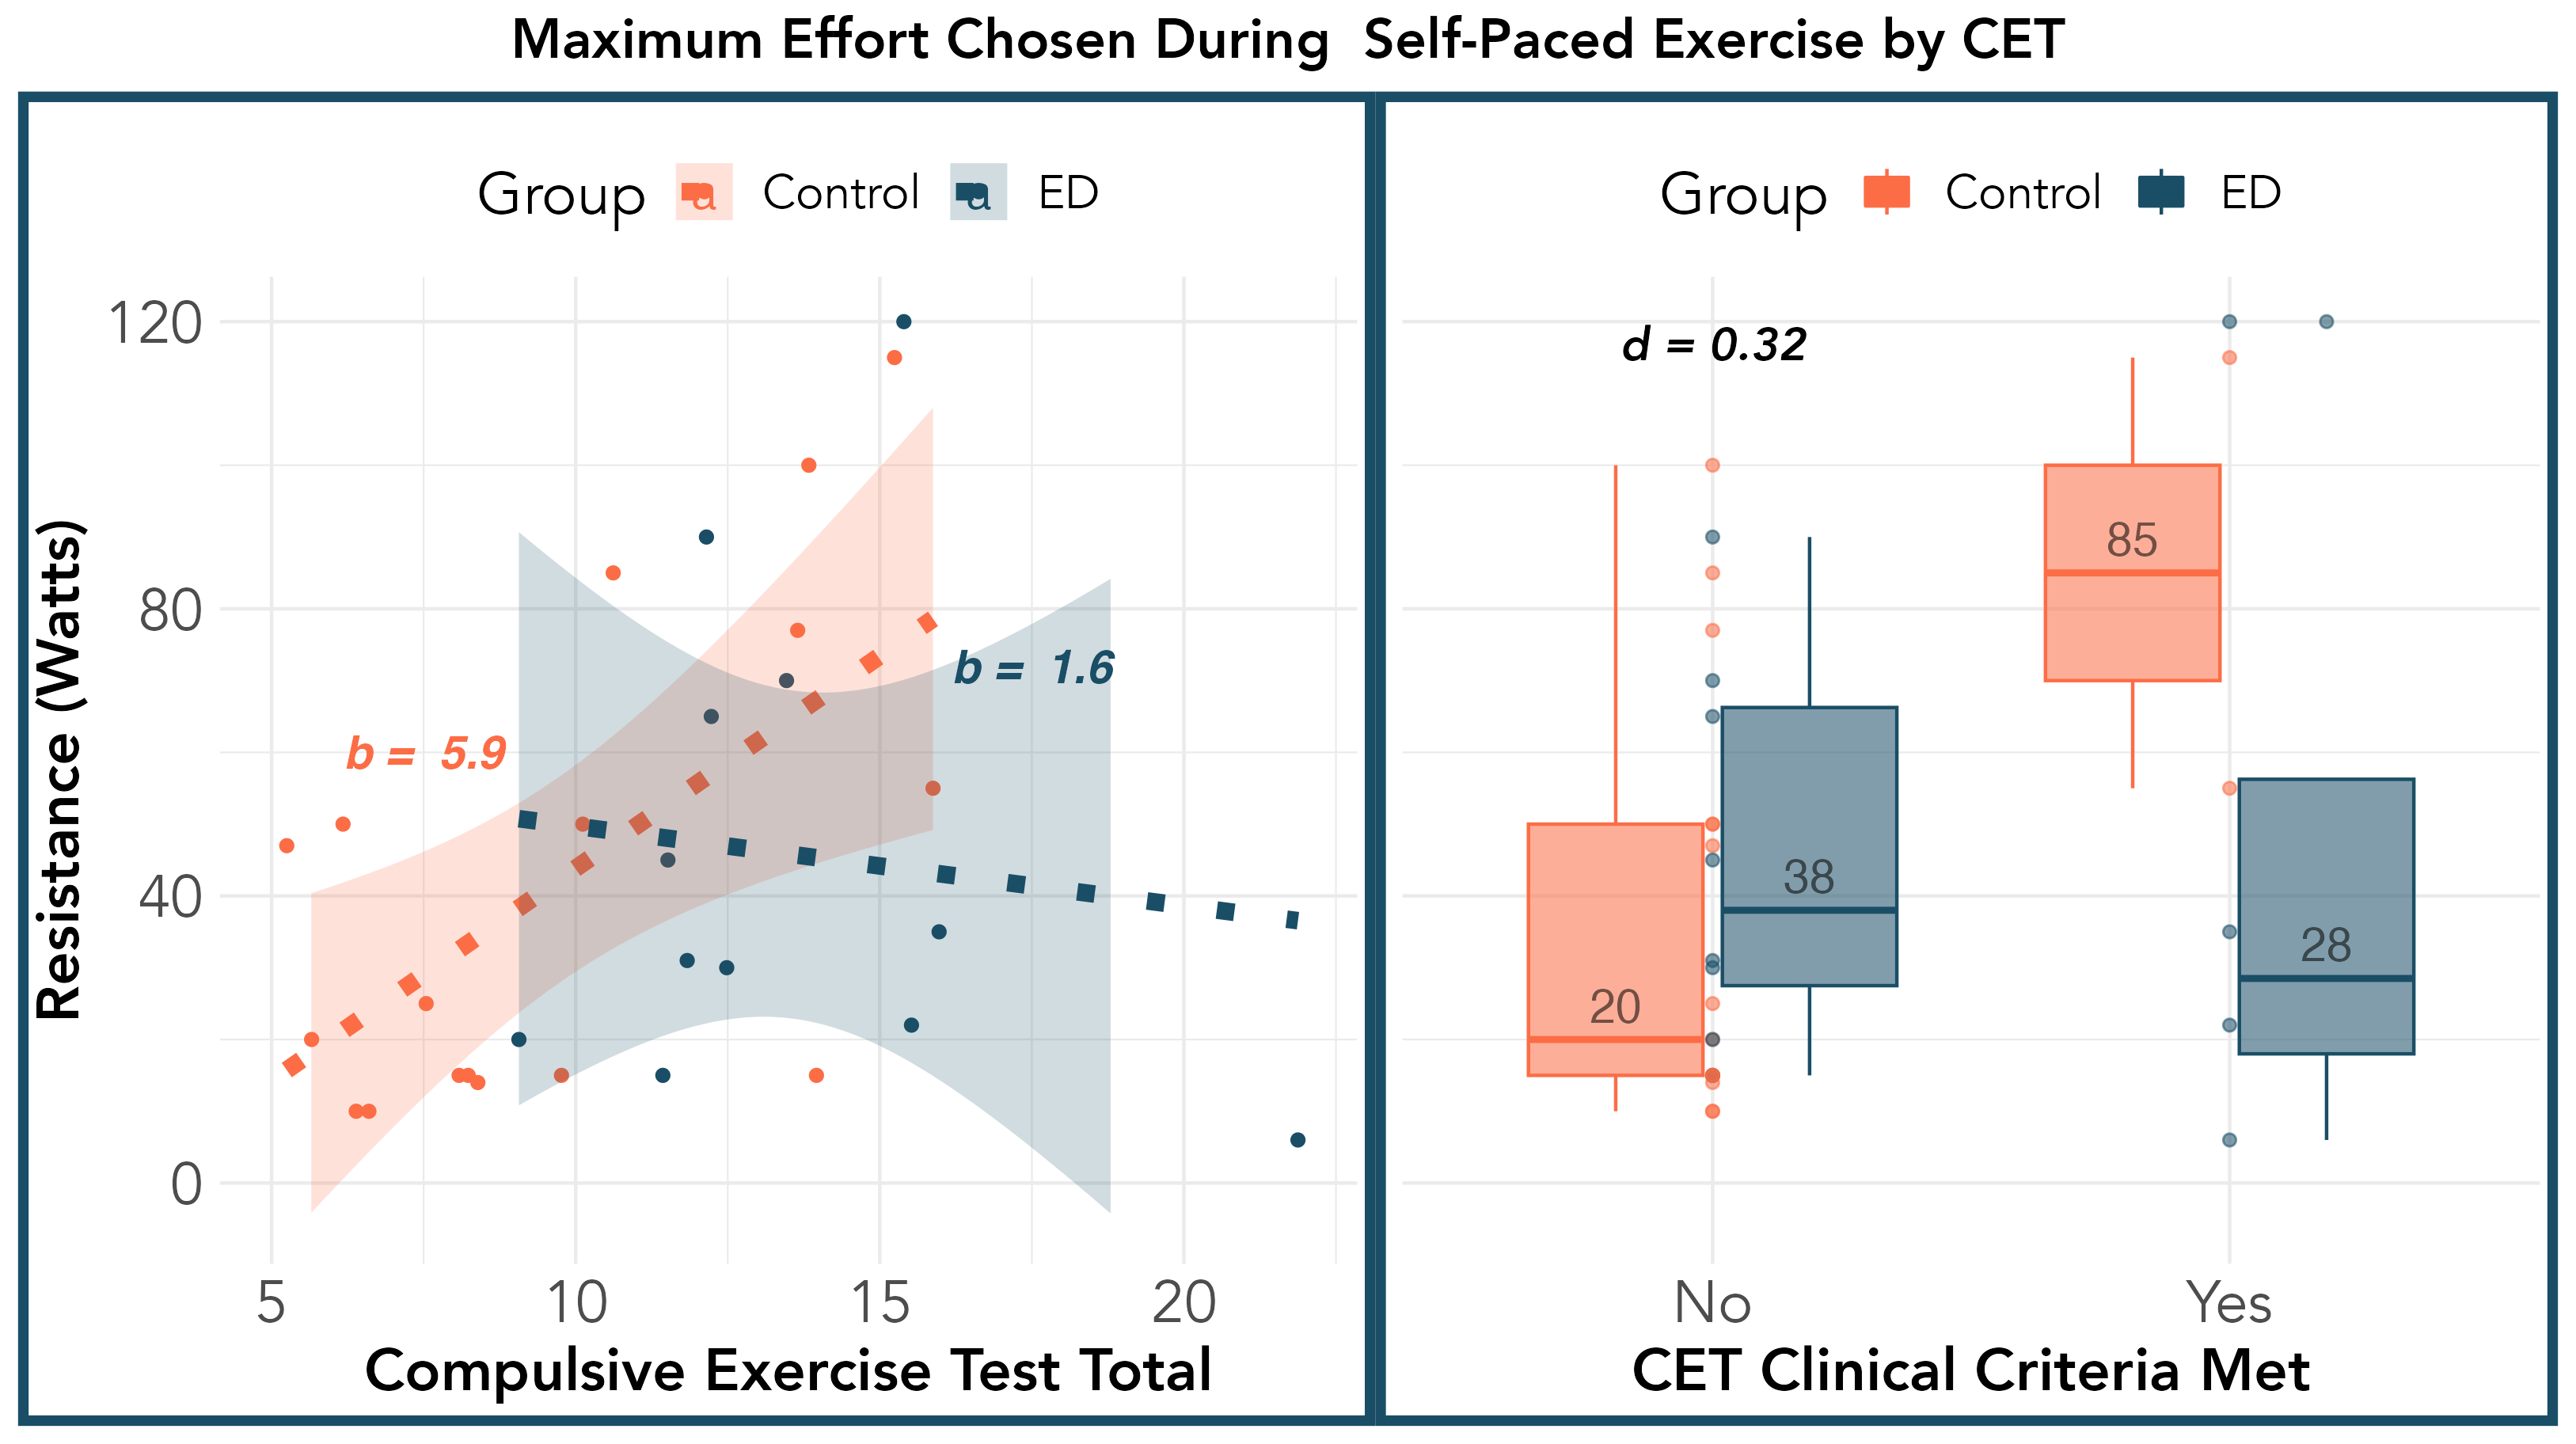 Maximum Effort Chosen During  Self-Paced Exercise by CET
Group a Control a ED
Group Control ED
120
80
40
0
Resistance (Watts)
b =  5.9
b =  1.6
5 10 15 20
Compulsive Exercise Test Total
d = 0.32
85
38
28
20
No Yes
CET Clinical Criteria Met